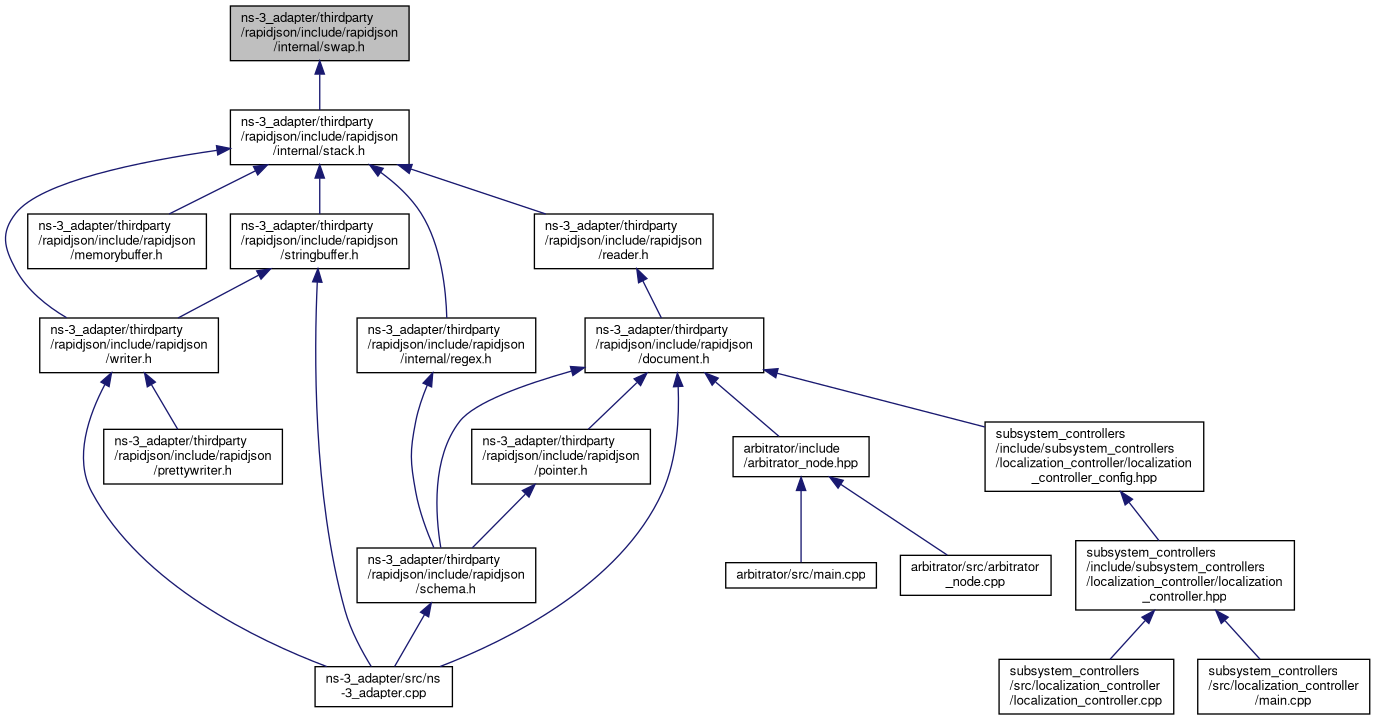 ns-3_adapter/thirdparty
/rapidjson/include/rapidjson
/internal/swap.h
ns-3_adapter/thirdparty
/rapidjson/include/rapidjson
/internal/stack.h
ns-3_adapter/thirdparty
/rapidjson/include/rapidjson
/memorybuffer.h
ns-3_adapter/thirdparty
/rapidjson/include/rapidjson
/stringbuffer.h
ns-3_adapter/thirdparty
/rapidjson/include/rapidjson
/reader.h
ns-3_adapter/thirdparty
/rapidjson/include/rapidjson
/writer.h
ns-3_adapter/thirdparty
/rapidjson/include/rapidjson
/internal/regex.h
ns-3_adapter/thirdparty
/rapidjson/include/rapidjson
/document.h
ns-3_adapter/thirdparty
/rapidjson/include/rapidjson
/prettywriter.h
ns-3_adapter/thirdparty
/rapidjson/include/rapidjson
/pointer.h
arbitrator/include
/arbitrator_node.hpp
subsystem_controllers
/include/subsystem_controllers
/localization_controller/localization
_controller_config.hpp
ns-3_adapter/thirdparty
/rapidjson/include/rapidjson
/schema.h
arbitrator/src/main.cpp
arbitrator/src/arbitrator
_node.cpp
subsystem_controllers
/include/subsystem_controllers
/localization_controller/localization
_controller.hpp
ns-3_adapter/src/ns
-3_adapter.cpp
subsystem_controllers
/src/localization_controller
/localization_controller.cpp
subsystem_controllers
/src/localization_controller
/main.cpp